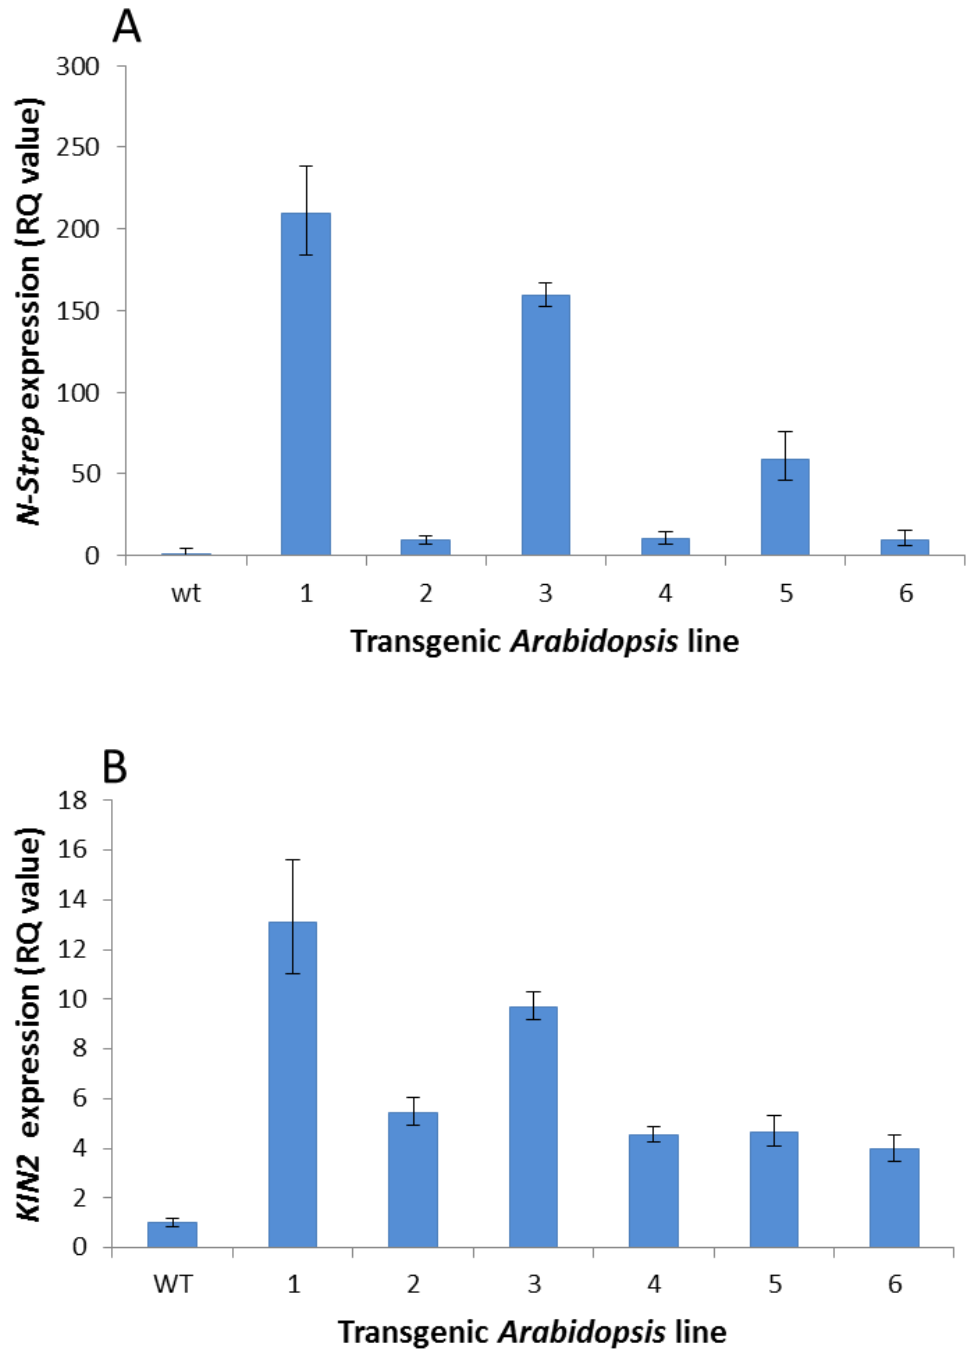 A
300
250
200
150
100
50
0
N-Strep expression (RQ value)
wt 1 2 3 4 5 6
Transgenic Arabidopsis line
B
18
16
14
12
10
8
6
4
2
0
KIN2 expression (RQ value)
WT 1 2 3 4 5 6
Transgenic Arabidopsis line